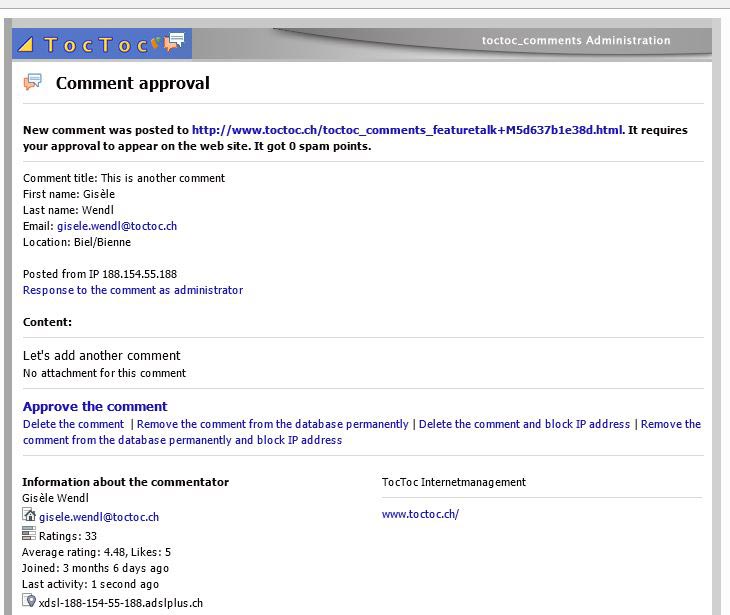 TocToc
toctoc_comments Administration
Comment approval
New comment was posted to http://www.toctoc.ch/toctoc_comments_featuretalk+M5d637b1e38d.html. It requires
your approval to appear on the web site. It got 0 spam points.
Comment title: This is another comment
First name: Gisèle
Last name: Wendl
Email: gisele.wendl@toctoc.ch
Location: Biel/Bienne
Posted from IP 188.154.55.188
Response to the comment as administrator
Content:
Let's add another comment
No attachment for this comment
Approve the comment
Delete the comment | Remove the comment from the database permanently | Delete the comment and block IP address | Remove the
comment from the database permanently and block IP address
Information about the commentator
Gisèle Wendl
gisele.wendl@toctoc.ch
Ratings: 33
Average rating: 4.48, Likes: 5
Joined: 3 months 6 days ago
Last activity: 1 second ago
xdsl-188-154-55-188.adslplus.ch
TocToc Internetmanagement
www.toctoc.ch/